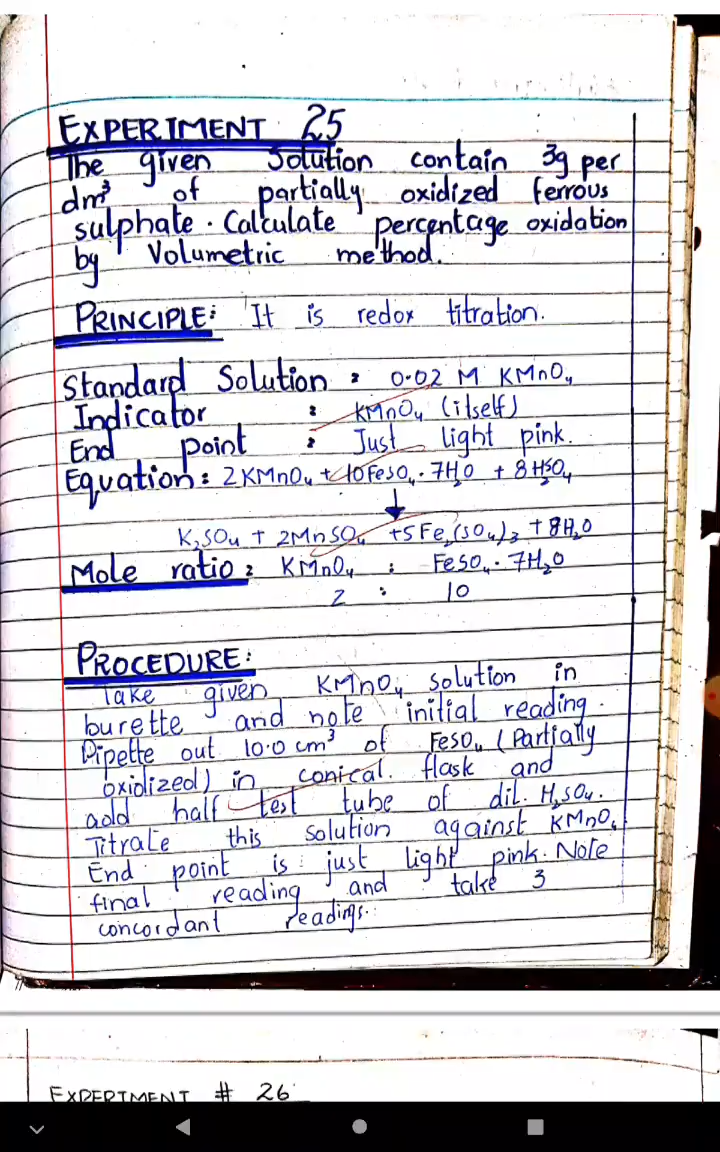 EXPERIMENT 25
The given Solution contain 3g per
dm³ of partially oxidized ferrous
sulphate. Calculate percentage oxidation
by Volumetric method.
PRINCIPLE: It is redox titration.
Standard Solution : 0.02 M KMnO₄
Indicator : KMnO₄ (itself)
End point : Just light pink.
Equation: 2KMnO₄ + 10FeSO₄·7H₂O + 8H₂SO₄
↓
K₂SO₄ + 2MnSO₄ + 5Fe₂(SO₄)₃ + 8H₂O
Mole ratio: KMnO₄ : FeSO₄·7H₂O
2 : 10
PROCEDURE:
Take given KMnO₄ solution in
burette and note initial reading.
Pipette out 10.0 cm³ of FeSO₄ (Partially
oxidized) in conical flask and
add half test tube of dil. H₂SO₄.
Titrate this solution against KMnO₄
End point is just light pink. Note
final reading and take 3
concordant readings.
EXPERIMENT # 26